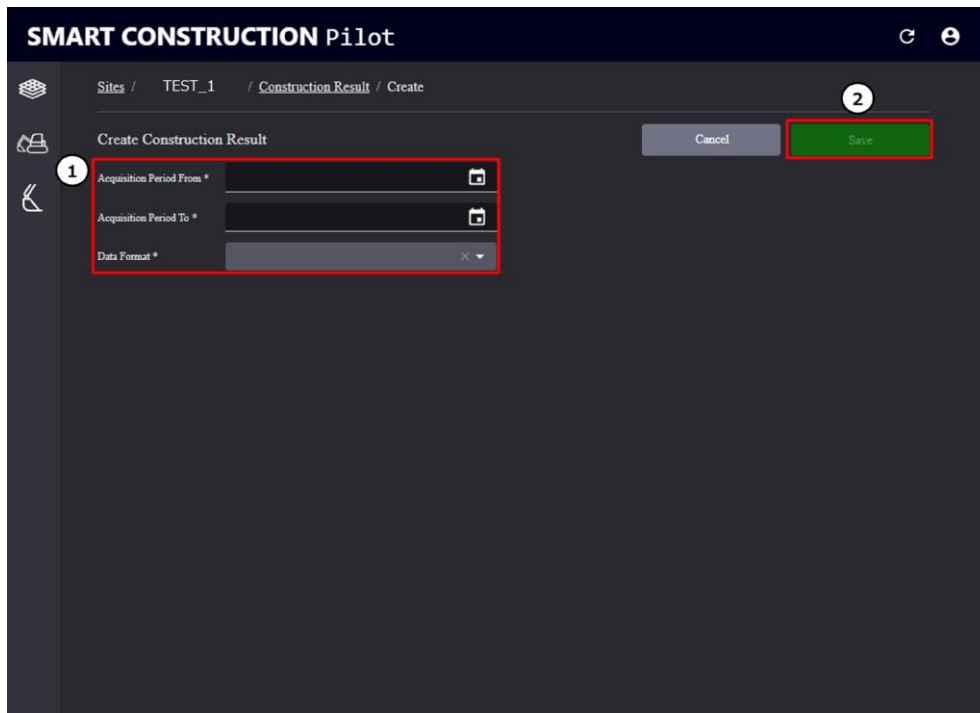 SMART CONSTRUCTION Pilot
Sites / TEST_1 / Construction Result / Create
2
Create Construction Result
Cancel
Save
1
Acquisition Period From *
Acquisition Period To *
Data Format *